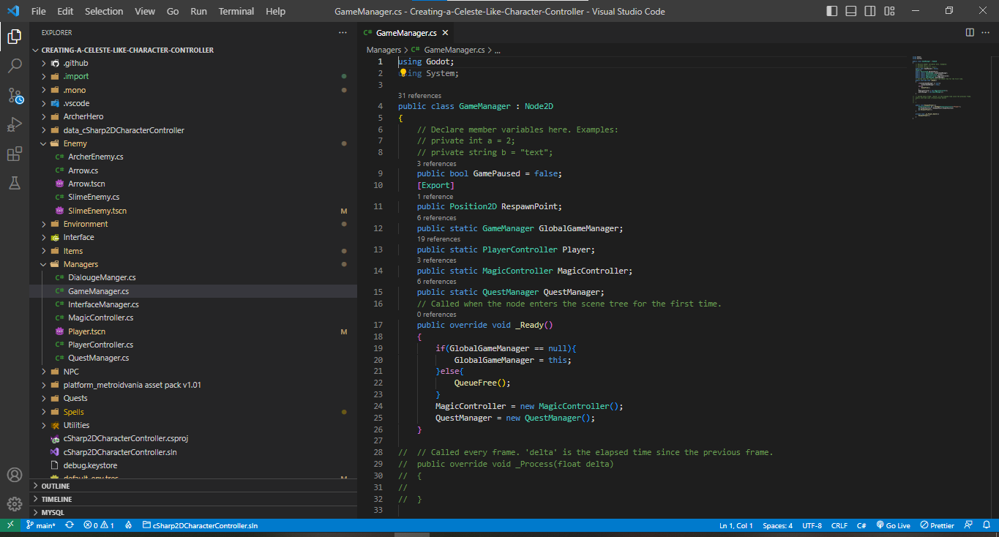 File Edit Selection View Go Run Terminal Help
GameManager.cs - Creating-a-Celeste-Like-Character-Controller - Visual Studio Code
EXPLORER
CREATING-A-CELESTE-LIKE-CHARACTER-CONTROLLER
.github
.import
.mono
.vscode
ArcherHero
data_cSharp2DCharacterController
Enemy
C# ArcherEnemy.cs
C# Arrow.cs
Arrow.tscn
C# SlimeEnemy.cs
SlimeEnemy.tscn M
Environment
Interface
Items
Managers
C# DialougeManger.cs
C# GameManager.cs
C# InterfaceManager.cs
C# MagicController.cs
Player.tscn M
C# PlayerController.cs
C# QuestManager.cs
NPC
platform_metroidvania asset pack v1.01
Quests
Spells
Utilities
cSharp2DCharacterController.csproj
cSharp2DCharacterController.sln
debug.keystore
default_env.tres M
OUTLINE
TIMELINE
MYSQL
C# GameManager.cs
Managers > C# GameManager.cs > ...
1 using Godot;
2 using System;
3
31 references
4 public class GameManager : Node2D
5 {
6 // Declare member variables here. Examples:
7 // private int a = 2;
8 // private string b = "text";
3 references
9 public bool GamePaused = false;
10 [Export]
1 reference
11 public Position2D RespawnPoint;
6 references
12 public static GameManager GlobalGameManager;
19 references
13 public static PlayerController Player;
3 references
14 public static MagicController MagicController;
6 references
15 public static QuestManager QuestManager;
16 // Called when the node enters the scene tree for the first time.
0 references
17 public override void _Ready()
18 {
19 if(GlobalGameManager == null){
20 GlobalGameManager = this;
21 }else{
22 QueueFree();
23 }
24 MagicController = new MagicController();
25 QuestManager = new QuestManager();
26 }
27
28 // // Called every frame. 'delta' is the elapsed time since the previous frame.
29 // public override void _Process(float delta)
30 // {
31 //
32 // }
33
main* 0 1 cSharp2DCharacterController.sln Ln 1, Col 1 Spaces: 4 UTF-8 CRLF C# Go Live Prettier